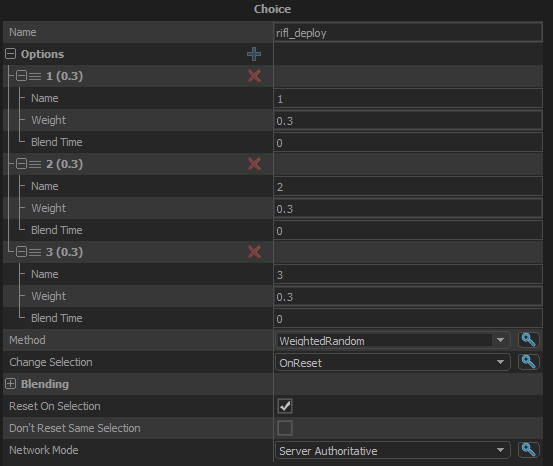 Choice
Name rifl_deploy
Options
1 (0.3)
Name 1
Weight 0.3
Blend Time 0
2 (0.3)
Name 2
Weight 0.3
Blend Time 0
3 (0.3)
Name 3
Weight 0.3
Blend Time 0
Method WeightedRandom
Change Selection OnReset
Blending
Reset On Selection
Don't Reset Same Selection
Network Mode Server Authoritative